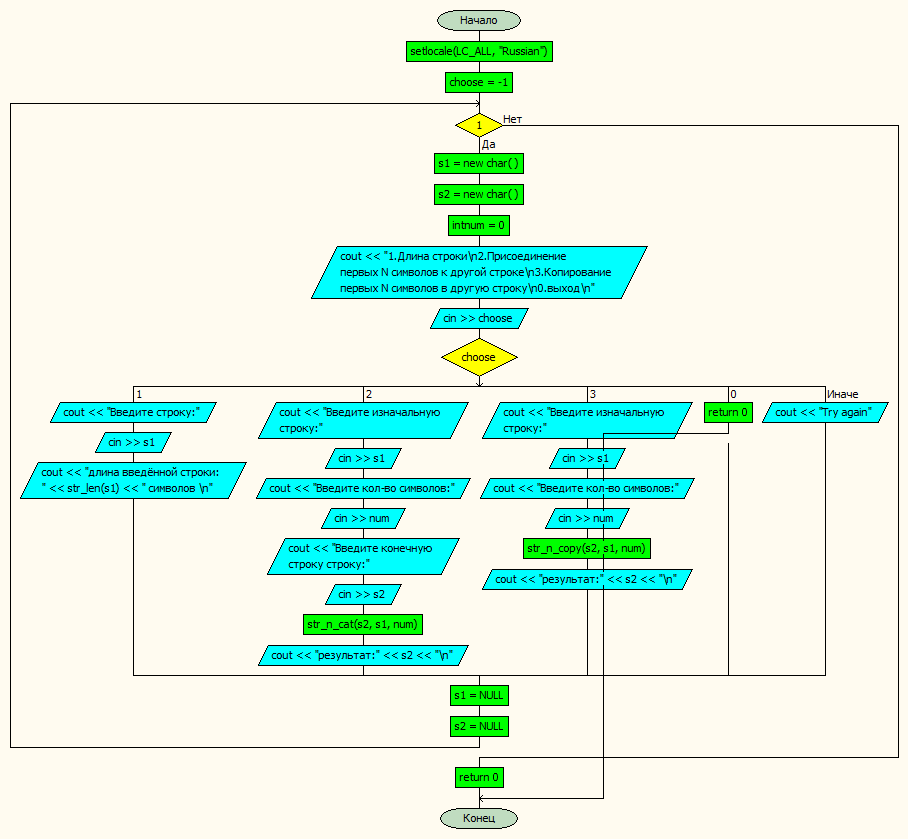 Начало
setlocale(LC_ALL, "Russian")
choose = -1
1
Нет
Да
s1 = new char( )
s2 = new char( )
intnum = 0
cout << "1.Длина строки\n2.Присоединение
первых N символов к другой строке\n3.Копирование
первых N символов в другую строку\n0.выход\n"
cin >> choose
choose
1
cout << "Введите строку:"
cin >> s1
cout << "длина введённой строки:
" << str_len(s1) << " символов \n"
2
cout << "Введите изначальную
строку:"
cin >> s1
cout << "Введите кол-во символов:"
cin >> num
cout << "Введите конечную
строку строку:"
cin >> s2
str_n_cat(s2, s1, num)
cout << "результат:" << s2 << "\n"
3
cout << "Введите изначальную
строку:"
cin >> s1
cout << "Введите кол-во символов:"
cin >> num
str_n_copy(s2, s1, num)
cout << "результат:" << s2 << "\n"
0
return 0
Иначе
cout << "Try again"
s1 = NULL
s2 = NULL
return 0
Конец